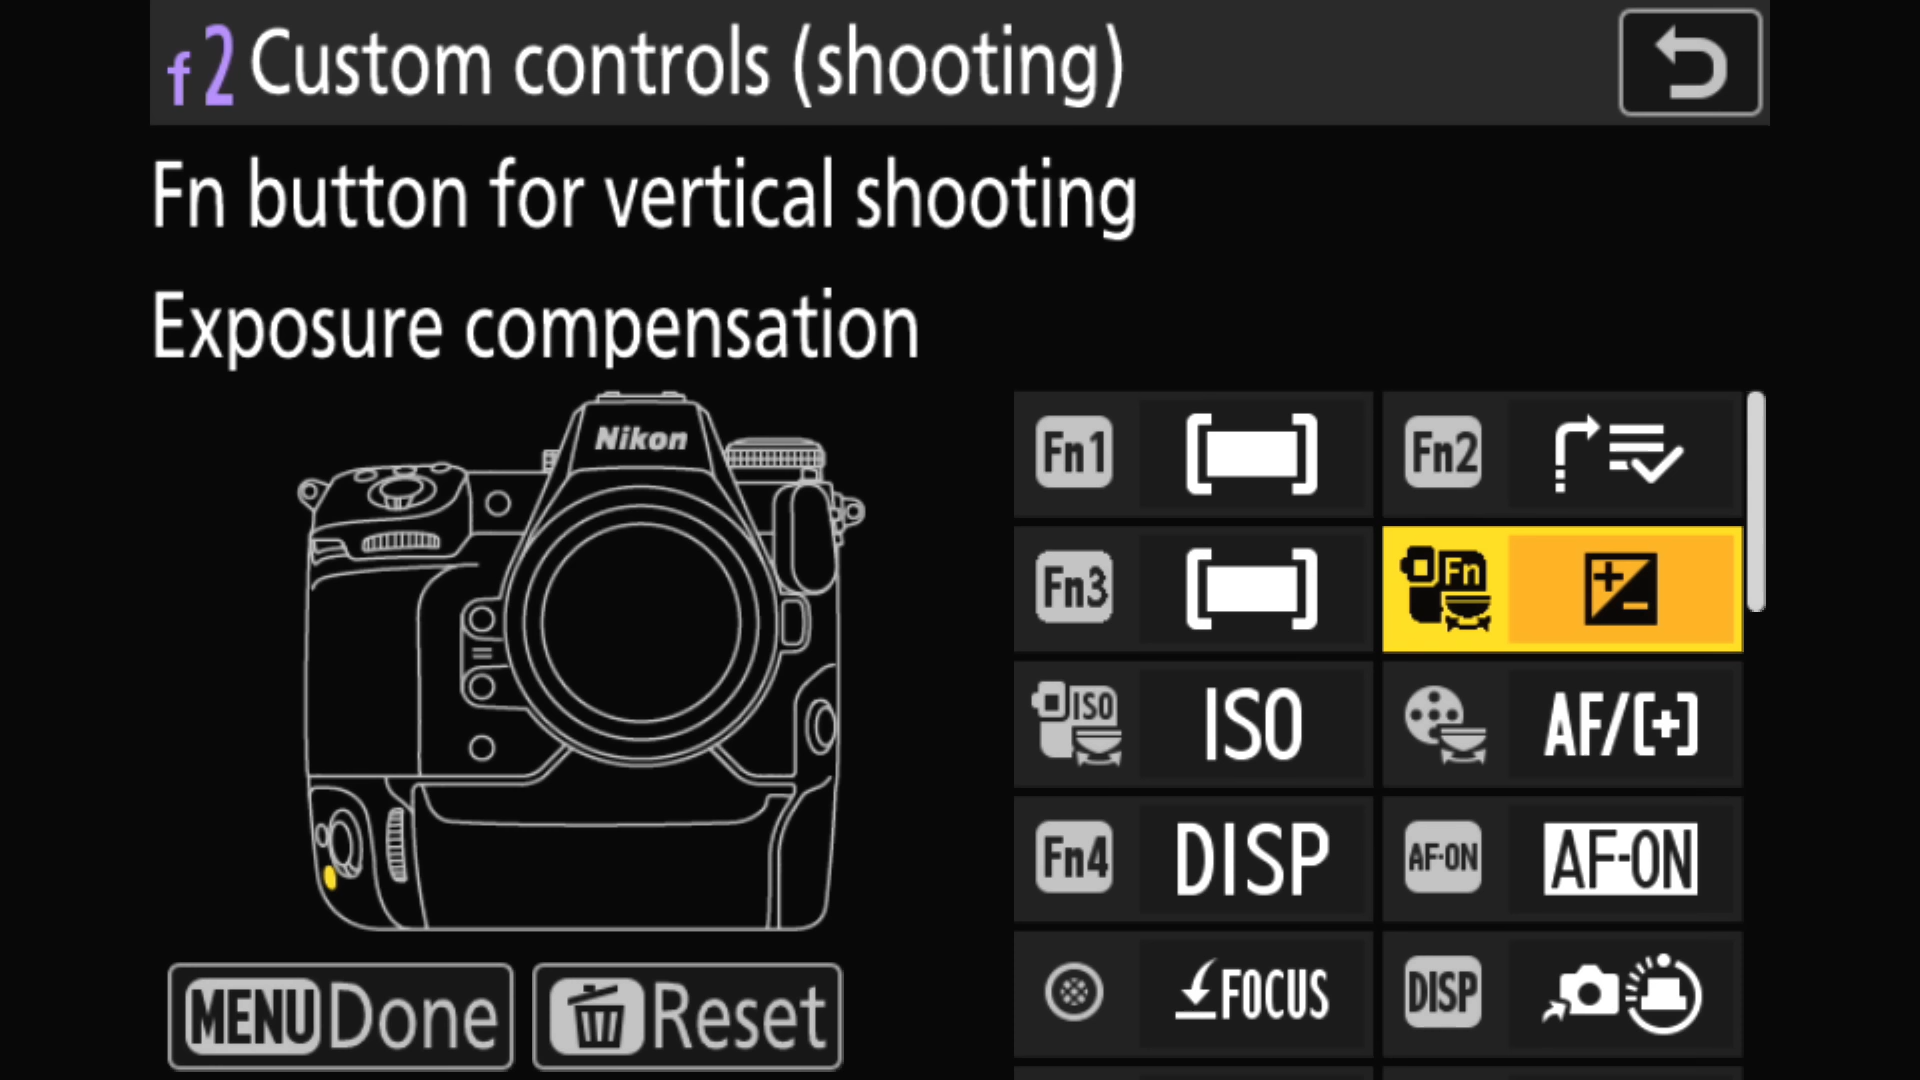 f2 Custom controls (shooting)
Fn button for vertical shooting
Exposure compensation
Nikon
Fn1 Fn2
Fn3 Fn
ISO ISO AF/[+]
Fn4 DISP AF-ON AF-ON
FOCUS DISP
MENU Done Reset